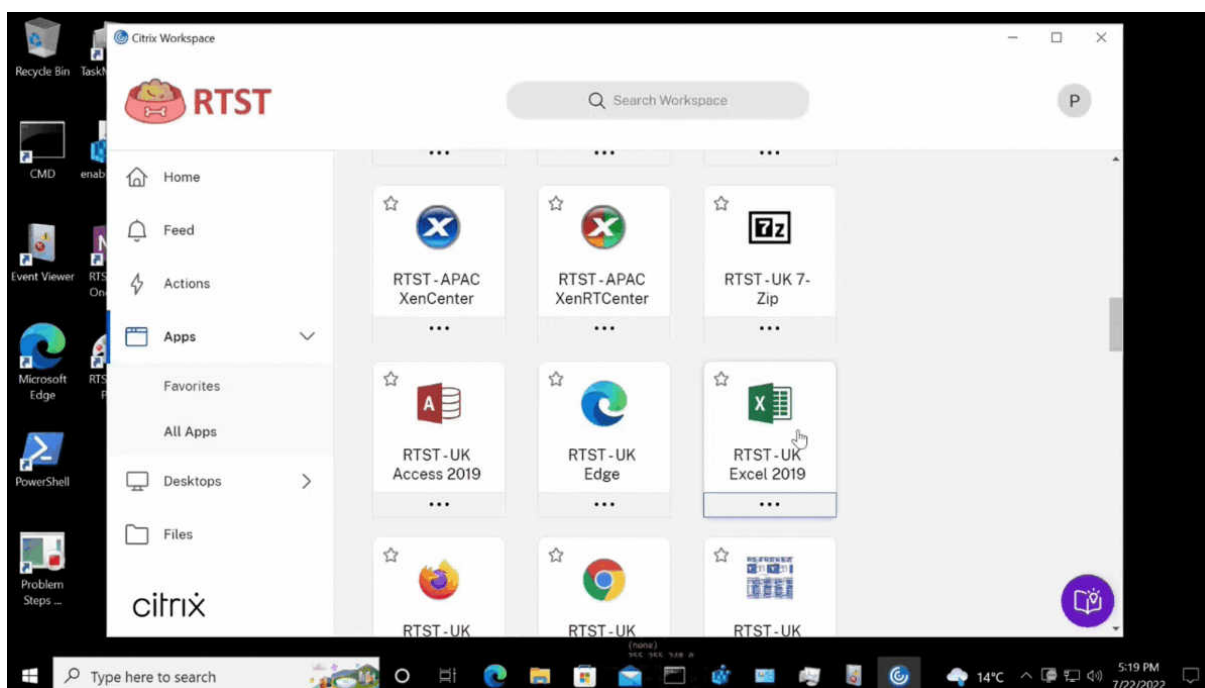 Recycle Bin
CMD
Event Viewer
Microsoft
Edge
PowerShell
Problem
Steps ...
Citrix Workspace
RTST
Search Workspace
P
Home
Feed
Actions
Apps
Favorites
All Apps
Desktops
Files
citrix
RTST - APAC
XenCenter
RTST - APAC
XenRTCenter
7z
RTST - UK 7-
Zip
A
RTST - UK
Access 2019
RTST - UK
Edge
X
RTST - UK
Excel 2019
RTST - UK
RTST - UK
RTST - UK
(none)
Type here to search
14°C
5:19 PM
7/22/2022